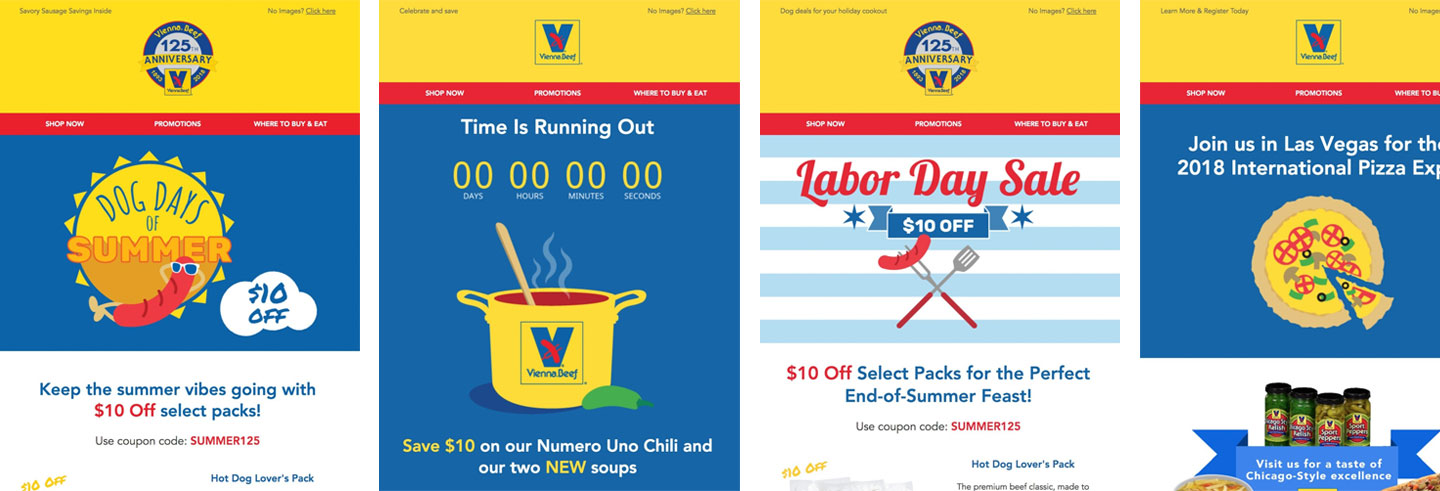 Savory Sausage Savings Inside
No Images? Click here
Vienna Beef
125TH
ANNIVERSARY
1893 2018
Vienna Beef
SHOP NOW PROMOTIONS WHERE TO BUY & EAT
DOG DAYS
OF
SUMMER
$10
OFF
Keep the summer vibes going with
$10 Off select packs!
Use coupon code: SUMMER125
$10 OFF
Hot Dog Lover's Pack
Celebrate and save
No Images? Click here
V
Vienna Beef
SHOP NOW PROMOTIONS WHERE TO BUY & EAT
Time Is Running Out
00 00 00 00
DAYS HOURS MINUTES SECONDS
V
Vienna Beef
Save $10 on our Numero Uno Chili and
our two NEW soups
Dog deals for your holiday cookout
No Images? Click here
Vienna Beef
125TH
ANNIVERSARY
1893 2018
Vienna Beef
SHOP NOW PROMOTIONS WHERE TO BUY & EAT
Labor Day Sale
$10 OFF
$10 Off Select Packs for the Perfect
End-of-Summer Feast!
Use coupon code: SUMMER125
$10 OFF
Hot Dog Lover's Pack
The premium beef classic, made to
Learn More & Register Today
No Images
V
Vienna Beef
SHOP NOW PROMOTIONS WHERE TO BU
Join us in Las Vegas for the
2018 International Pizza Exp
Relish
Relish
Sport
Peppers
Sport
Peppers
Visit us for a taste of
Chicago-Style excellence